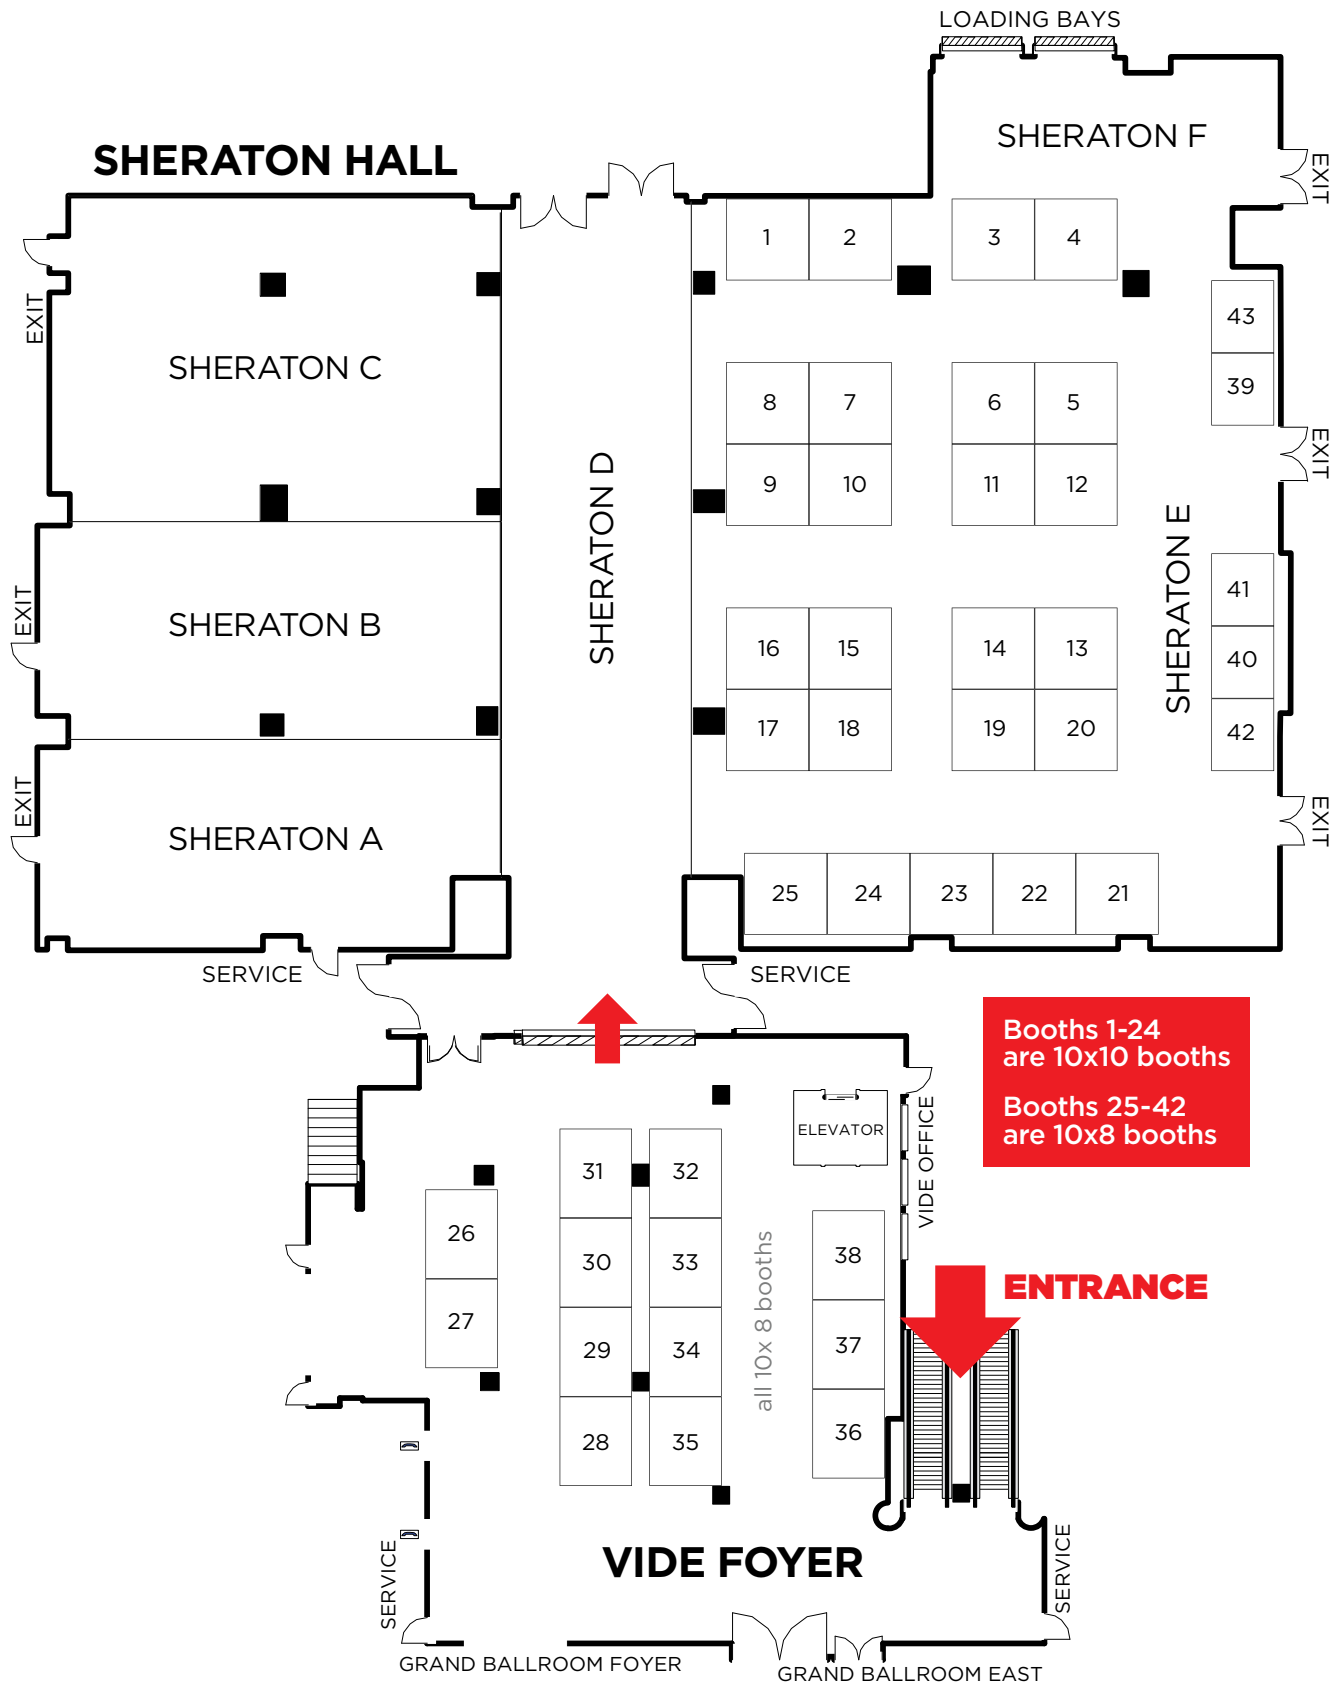 LOADING BAYS
SHERATON F
SHERATON HALL
EXIT
1 2 3 4
EXIT
43
SHERATON C
39
8 7 6 5
EXIT
9 10 11 12
SHERATON D
SHERATON E
EXIT
SHERATON B
41
16 15 14 13
40
17 18 19 20
42
EXIT
SHERATON A
EXIT
25 24 23 22 21
SERVICE
SERVICE
Booths 1-24
are 10x10 booths
Booths 25-42
are 10x8 booths
ELEVATOR
VIDE OFFICE
31 32
26
30 33
38
27
29 34
37
all 10x 8 booths
28 35
36
ENTRANCE
VIDE FOYER
SERVICE
SERVICE
GRAND BALLROOM FOYER
GRAND BALLROOM EAST